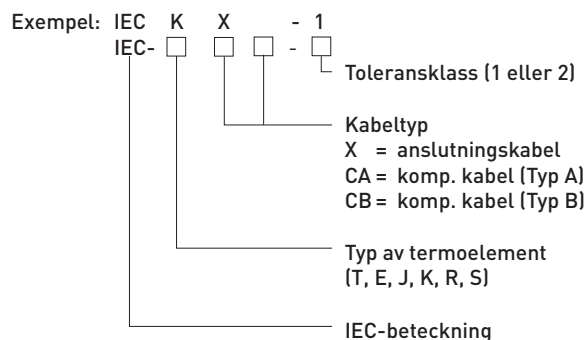 Exempel: IEC K X - 1
IEC- -
Toleransklass (1 eller 2)
Kabeltyp
X = anslutningskabel
CA = komp. kabel (Typ A)
CB = komp. kabel (Typ B)
Typ av termoelement
(T, E, J, K, R, S)
IEC-beteckning